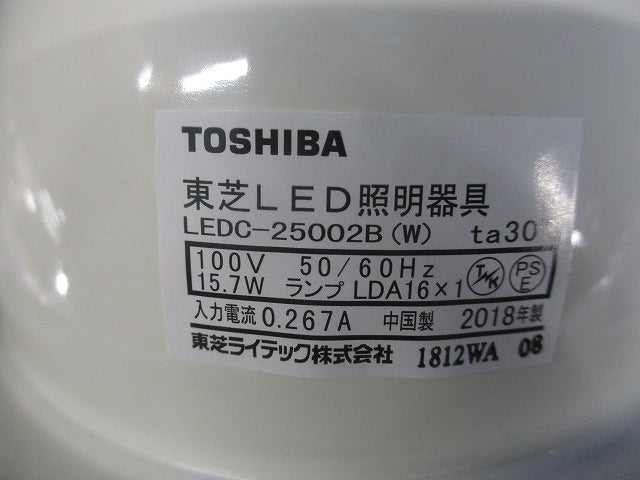 TOSHIBA
東芝LED照明器具
LEDC-25002B(W) ta30
100V 50/60Hz
15.7W ランプ LDA16×1
PS
E
入力電流0.267A 中国製 2018年製
東芝ライテック株式会社 1812WA 08